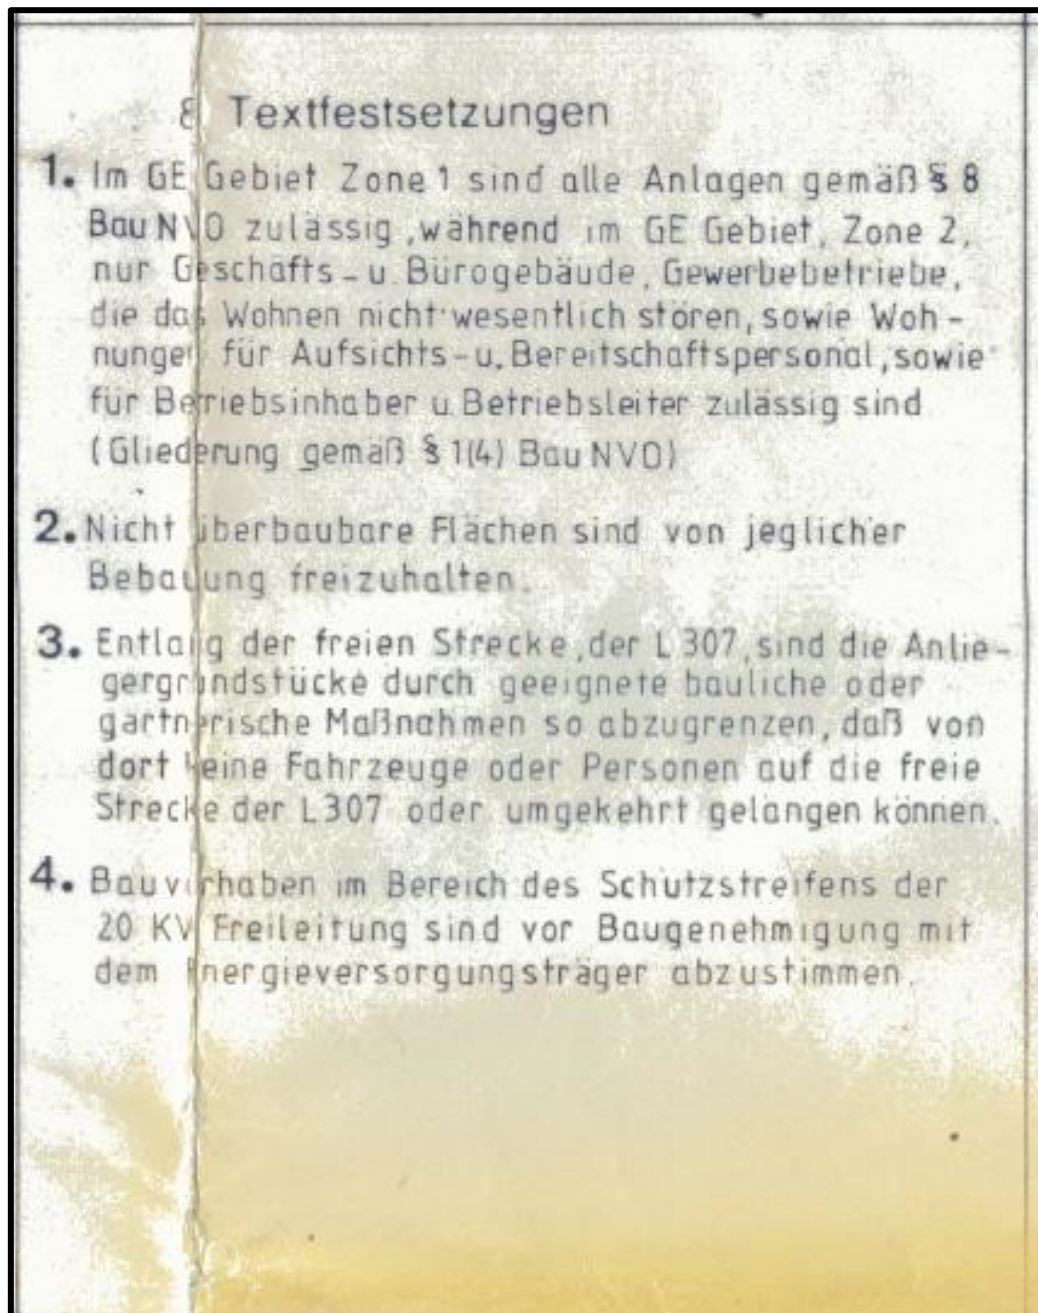 8 Textfestsetzungen
1. Im GE Gebiet Zone 1 sind alle Anlagen gemäß § 8
BauNVO zulässig, während im GE Gebiet, Zone 2,
nur Geschäfts- u. Bürogebäude, Gewerbebetriebe,
die das Wohnen nicht wesentlich stören, sowie Woh-
nungen für Aufsichts- u. Bereitschaftspersonal, sowie
für Betriebsinhaber u. Betriebsleiter zulässig sind
(Gliederung gemäß § 1(4) BauNVO)
2. Nicht überbaubare Flächen sind von jeglicher
Bebauung freizuhalten.
3. Entlang der freien Strecke, der L 307, sind die Anlie-
gergrundstücke durch geeignete bauliche oder
gärtnerische Maßnahmen so abzugrenzen, daß von
dort keine Fahrzeuge oder Personen auf die freie
Strecke der L 307 oder umgekehrt gelangen können.
4. Bauvorhaben im Bereich des Schutzstreifens der
20 KV Freileitung sind vor Baugenehmigung mit
dem Energieversorgungsträger abzustimmen.